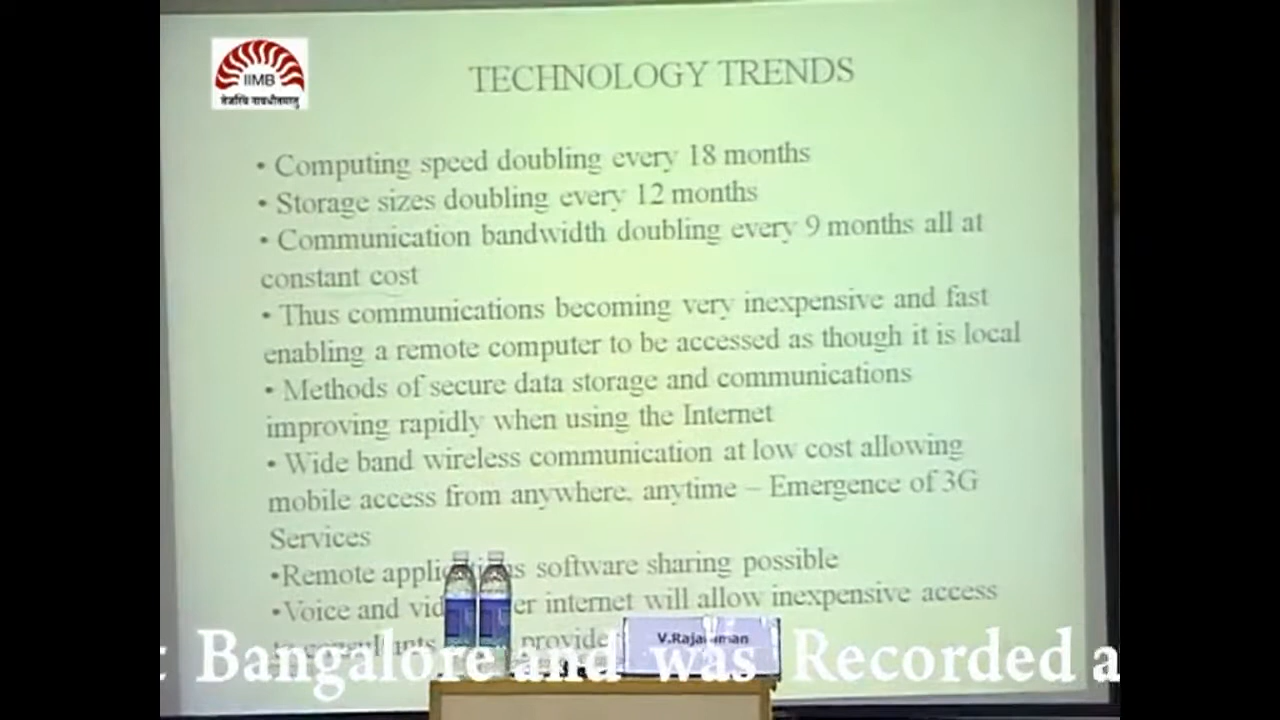 IIMB
तेजस्वि नावधीतमस्तु
TECHNOLOGY TRENDS
• Computing speed doubling every 18 months
• Storage sizes doubling every 12 months
• Communication bandwidth doubling every 9 months all at
constant cost
• Thus communications becoming very inexpensive and fast
enabling a remote computer to be accessed as though it is local
• Methods of secure data storage and communications
improving rapidly when using the Internet
• Wide band wireless communication at low cost allowing
mobile access from anywhere, anytime – Emergence of 3G
Services
•Remote software sharing possible
•Voice and internet will allow inexpensive access
to
V.Rajaraman
Bangalore and was Recorded a